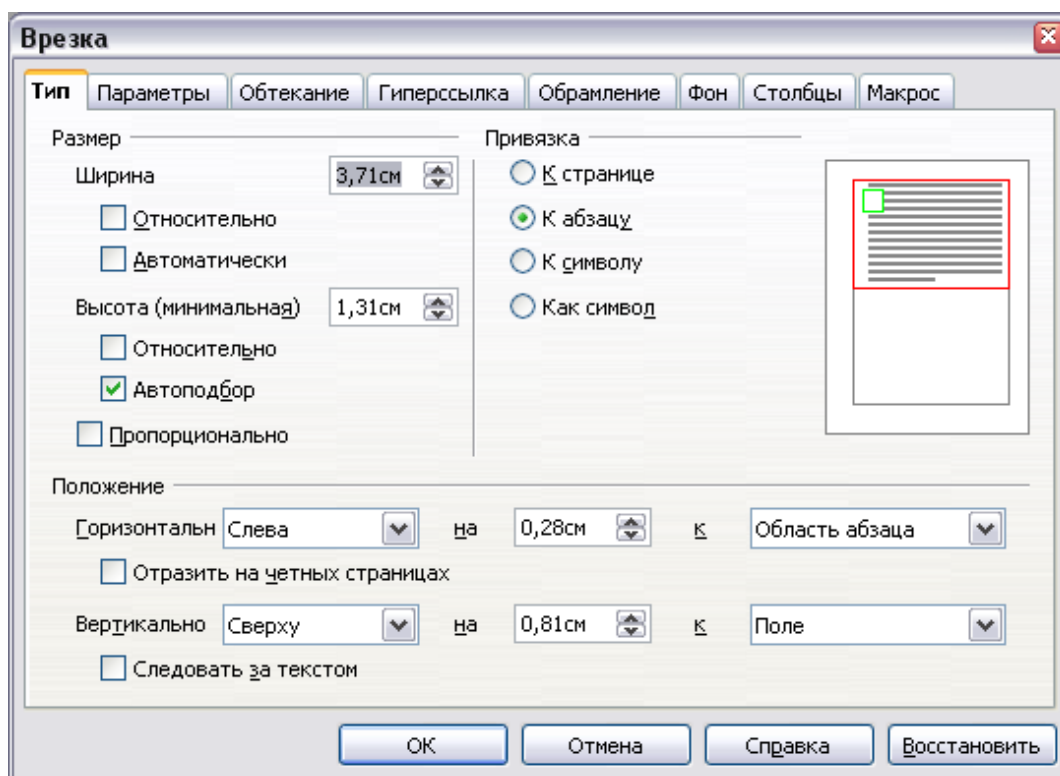 Врезка
Тип Параметры Обтекание Гиперссылка Обрамление Фон Столбцы Макрос
Размер Привязка
Ширина 3,71см К странице
Относительно К абзацу
Автоматически К символу
Высота (минимальная) 1,31см Как символ
Относительно
Автоподбор
Пропорционально
Положение
Горизонтальн Слева на 0,28см к Область абзаца
Отразить на четных страницах
Вертикально Сверху на 0,81см к Поле
Следовать за текстом
ОК Отмена Справка Восстановить